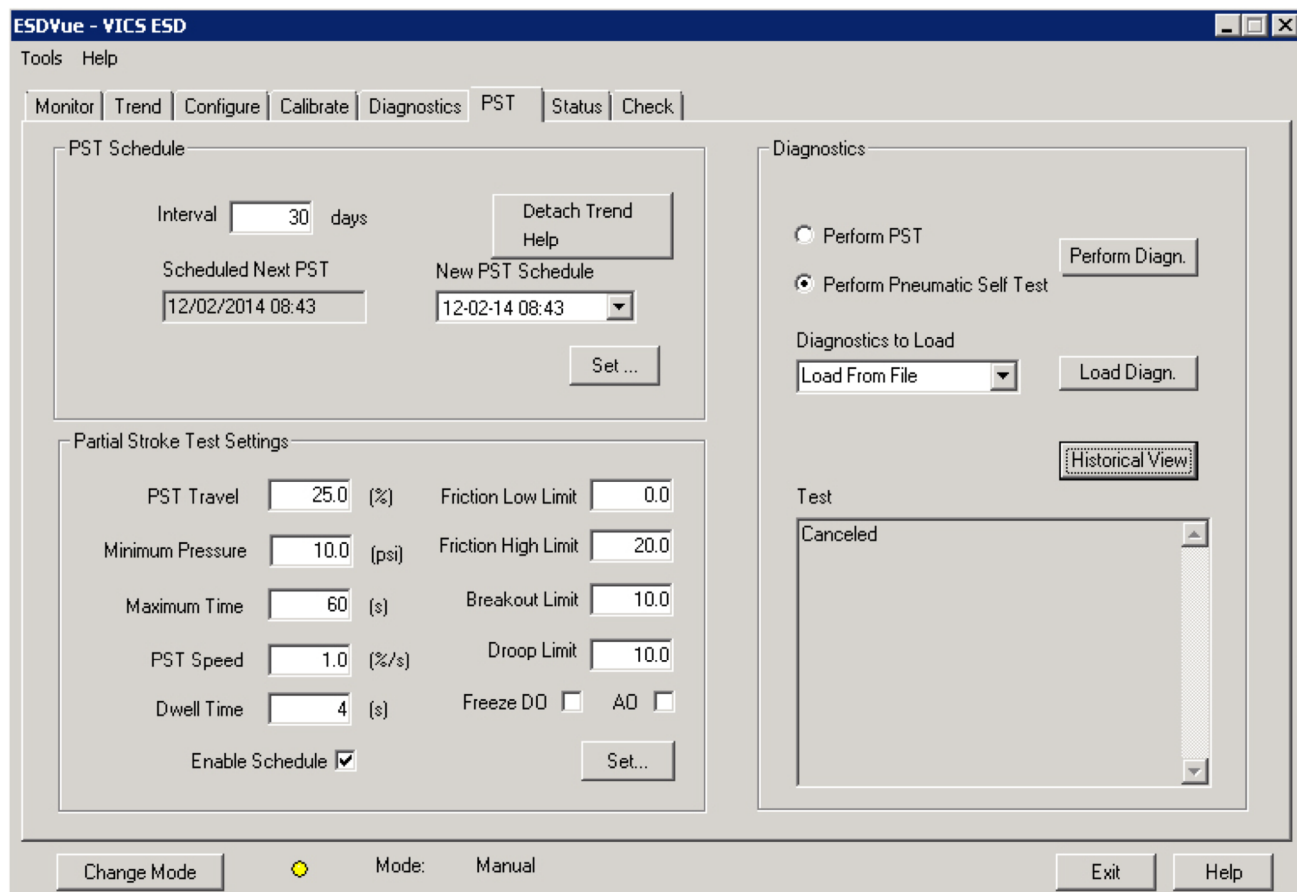 ESDVue - VICS ESD
Tools Help
Monitor Trend Configure Calibrate Diagnostics PST Status Check
PST Schedule
Interval 30 days
Detach Trend
Help
Scheduled Next PST
12/02/2014 08:43
New PST Schedule
12-02-14 08:43
Set ...
Partial Stroke Test Settings
PST Travel 25.0 (%)
Friction Low Limit 0.0
Minimum Pressure 10.0 (psi)
Friction High Limit 20.0
Maximum Time 60 (s)
Breakout Limit 10.0
PST Speed 1.0 (%/s)
Droop Limit 10.0
Dwell Time 4 (s)
Freeze DO AO
Enable Schedule
Set...
Diagnostics
Perform PST
Perform Pneumatic Self Test
Perform Diagn.
Diagnostics to Load
Load From File
Load Diagn.
Historical View
Test
Canceled
Change Mode
Mode: Manual
Exit
Help